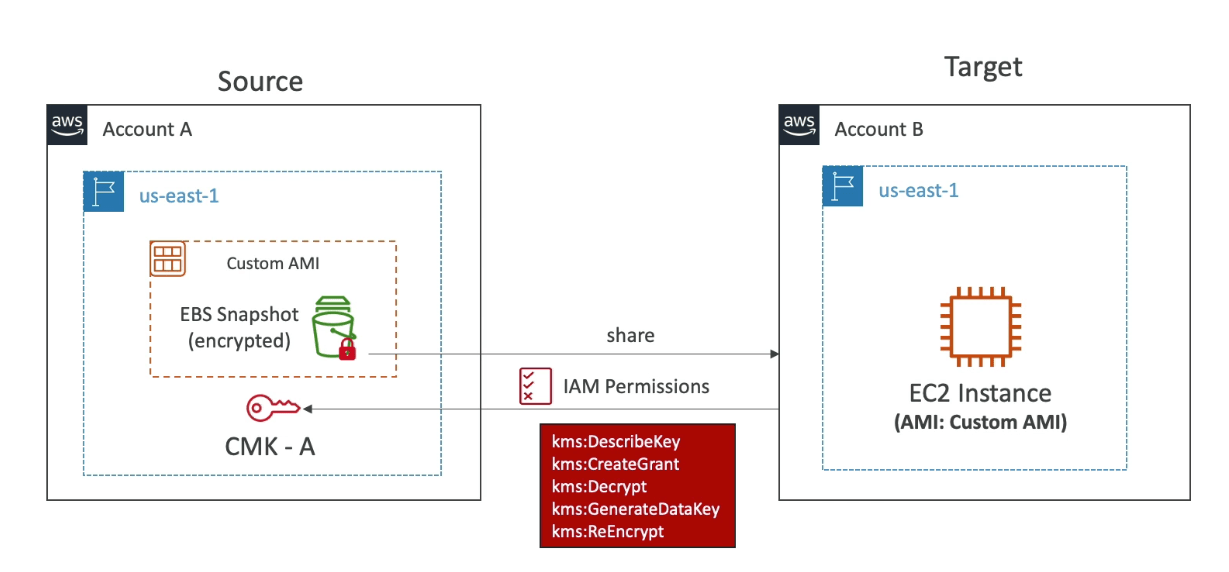 Source
Target
aws
Account A
aws
Account B
us-east-1
us-east-1
Custom AMI
EBS Snapshot
(encrypted)
share
IAM Permissions
CMK - A
kms:DescribeKey
kms:CreateGrant
kms:Decrypt
kms:GenerateDataKey
kms:ReEncrypt
EC2 Instance
(AMI: Custom AMI)